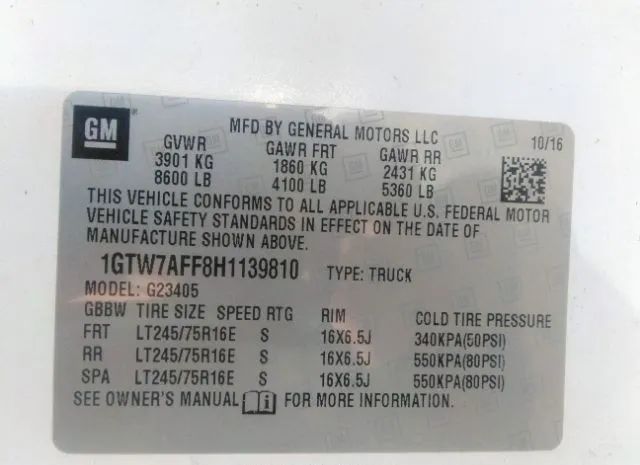 GM
MFD BY GENERAL MOTORS LLC
10/16
GVWR GAWR FRT GAWR RR
3901 KG 1860 KG 2431 KG
8600 LB 4100 LB 5360 LB
THIS VEHICLE CONFORMS TO ALL APPLICABLE U.S. FEDERAL MOTOR
VEHICLE SAFETY STANDARDS IN EFFECT ON THE DATE OF
MANUFACTURE SHOWN ABOVE.
1GTW7AFF8H1139810 TYPE: TRUCK
MODEL: G23405
GBBW TIRE SIZE SPEED RTG RIM COLD TIRE PRESSURE
FRT LT245/75R16E S 16X6.5J 340KPA(50PSI)
RR LT245/75R16E S 16X6.5J 550KPA(80PSI)
SPA LT245/75R16E S 16X6.5J 550KPA(80PSI)
SEE OWNER'S MANUAL FOR MORE INFORMATION.